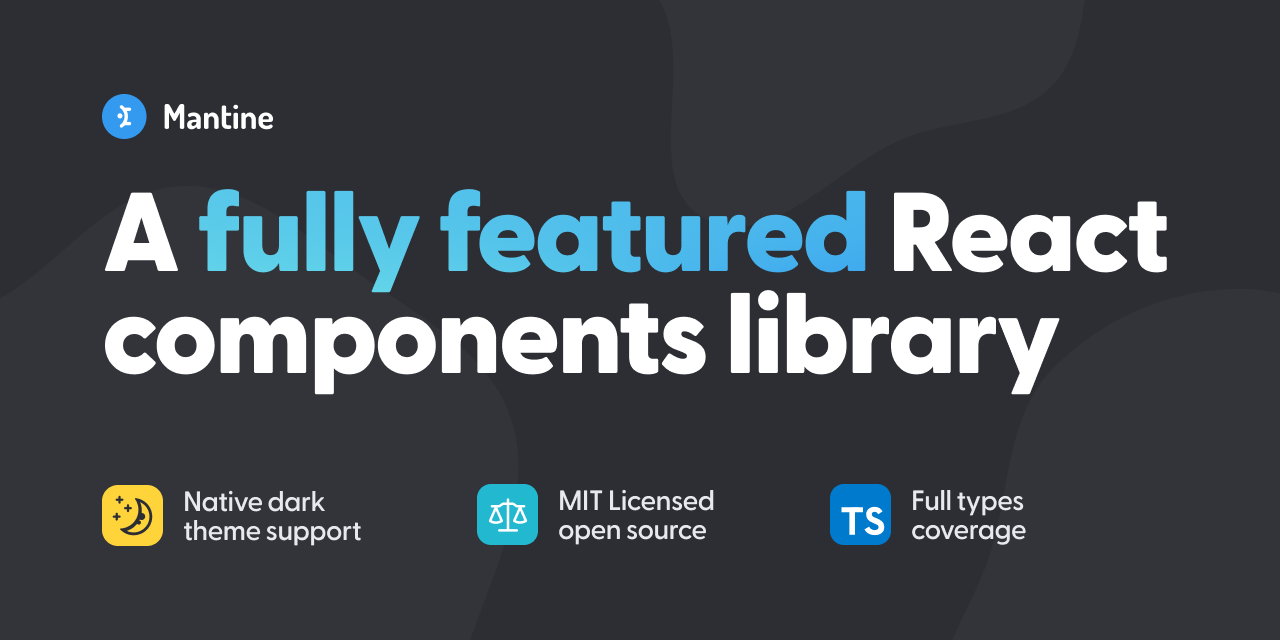 Mantine
A fully featured React
components library
Native dark
theme support
MIT Licensed
open source
TS
Full types
coverage